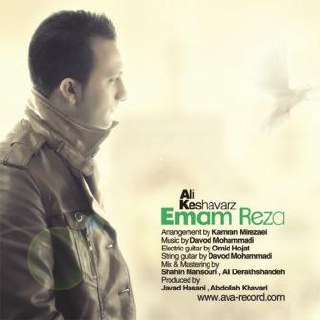 Ali
Keshavarz
Emam Reza
Arrangement by Kamran Mirezaei
Music by Davod Mohammadi
Electric guitar by Omid Hojat
String guitar by Davod Mohammadi
Mix & Mastering by
Shahin Mansouri , Ali Derakhshandeh
Produced by
Javad Hasani , Abdollah Khavari
www.ava-record.com